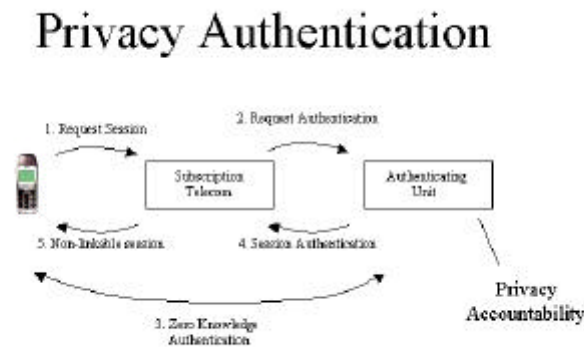 Privacy Authentication
1. Request Session
2. Request Authentication
Subscription
Telecom
Authenticating
Unit
5. Non-linkable session
4. Session Authentication
3. Zero Knowledge
Authentication
Privacy
Accountability